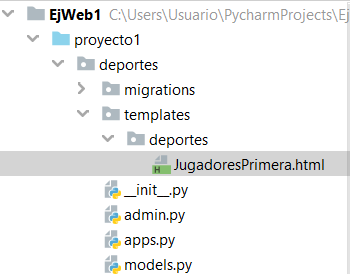 EjWeb1 C:\Users\Usuario\PycharmProjects\Ej
proyecto1
deportes
migrations
templates
deportes
JugadoresPrimera.html
__init__.py
admin.py
apps.py
models.py